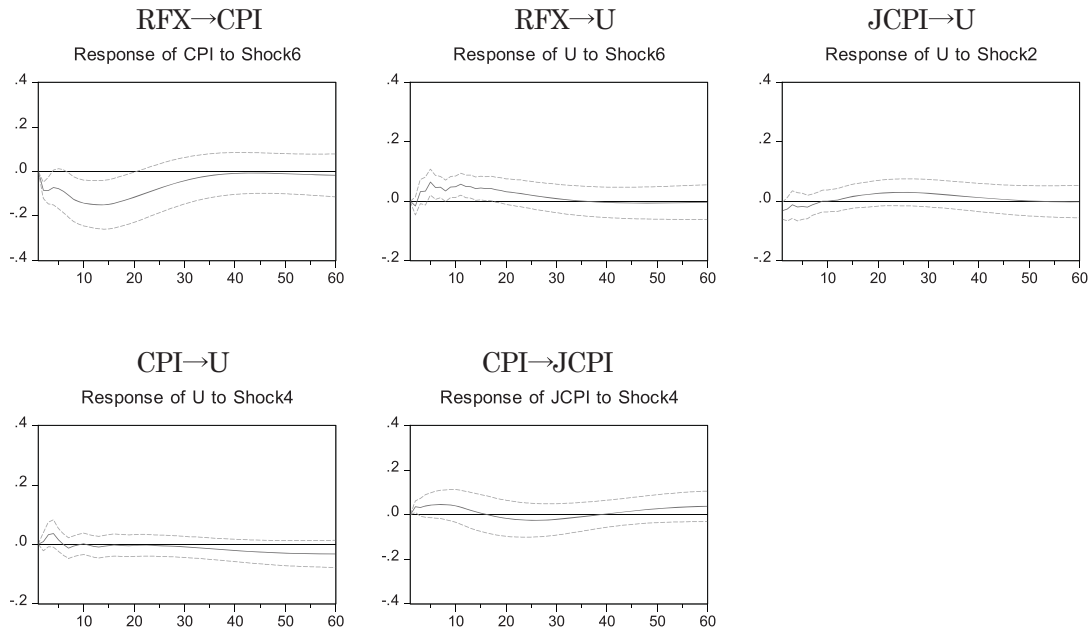 RFX→CPI
Response of CPI to Shock6
.4
.2
.0
-.2
-.4
10 20 30 40 50 60
RFX→U
Response of U to Shock6
.4
.2
.0
-.2
10 20 30 40 50 60
JCPI→U
Response of U to Shock2
.4
.2
.0
-.2
10 20 30 40 50 60
CPI→U
Response of U to Shock4
.4
.2
.0
-.2
10 20 30 40 50 60
CPI→JCPI
Response of JCPI to Shock4
.4
.2
.0
-.2
-.4
10 20 30 40 50 60